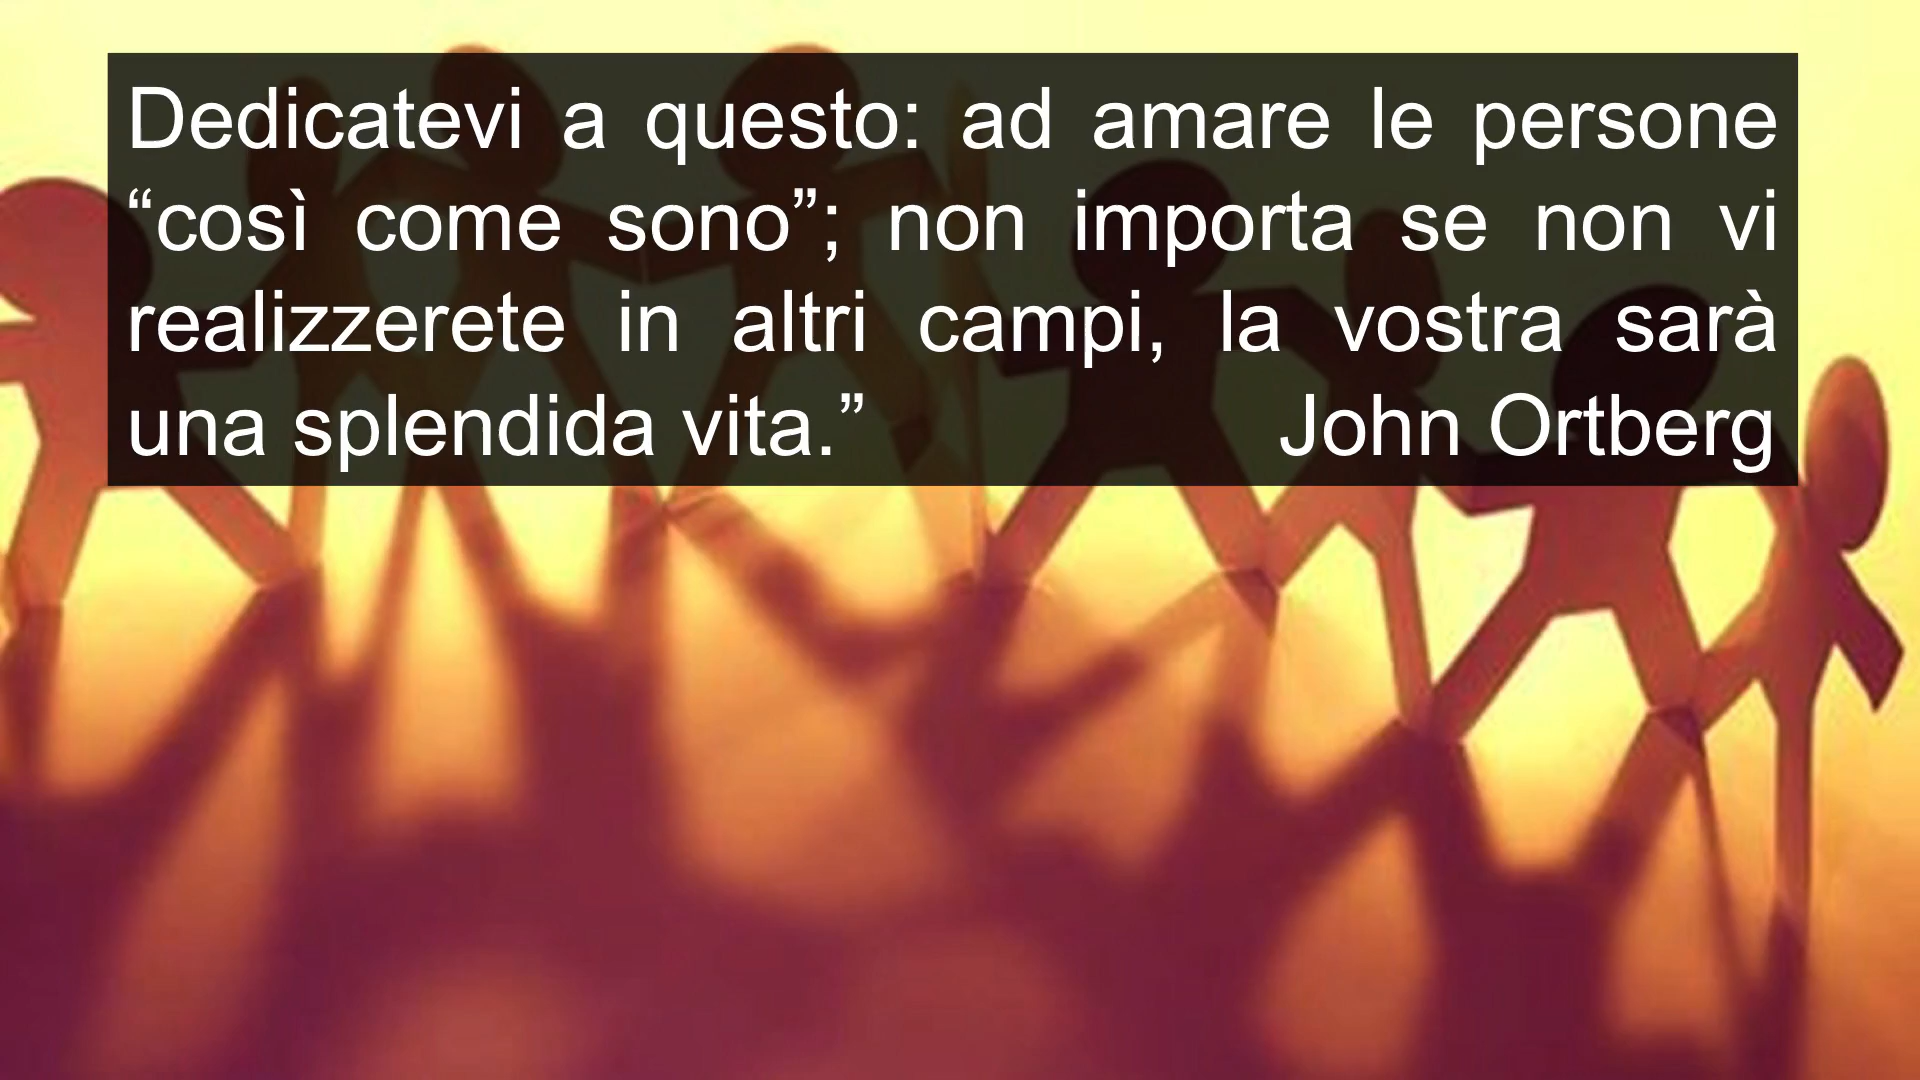 Dedicatevi a questo: ad amare le persone
“così come sono”; non importa se non vi
realizzerete in altri campi, la vostra sarà
una splendida vita.” John Ortberg